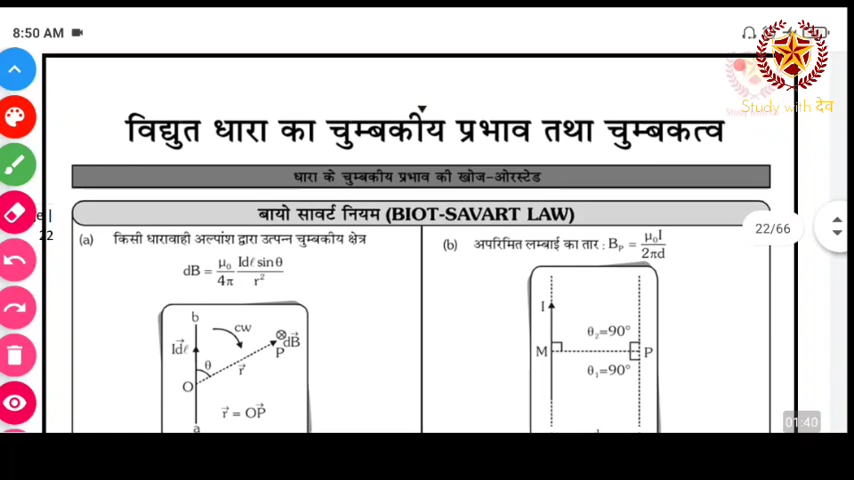 8:50 AM
Study with देव
विद्युत धारा का चुम्बकीय प्रभाव तथा चुम्बकत्व
धारा के चुम्बकीय प्रभाव की खोज-ओरस्टेड
बायो सावर्ट नियम (BIOT-SAVART LAW)
e |
22
22/66
(a) किसी धारावाही अल्पांश द्वारा उत्पन्न चुम्बकीय क्षेत्र
dB = μ₀/4π Idℓ sinθ/r²
b
cw
Idℓ
θ
r
P
dB
O
r = OP
a
(b) अपरिमित लम्बाई का तार : B_P = μ₀I/2πd
I
θ₂=90°
M
P
θ₁=90°
01:40